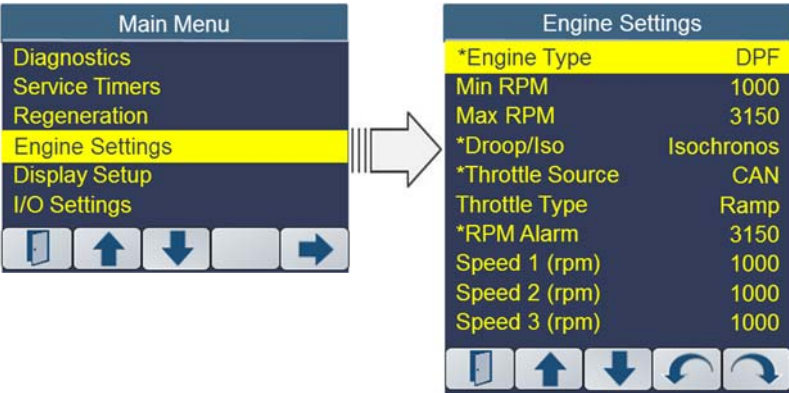 Main Menu
Diagnostics
Service Timers
Regeneration
Engine Settings
Display Setup
I/O Settings
Engine Settings
*Engine Type DPF
Min RPM 1000
Max RPM 3150
*Droop/Iso Isochronos
*Throttle Source CAN
Throttle Type Ramp
*RPM Alarm 3150
Speed 1 (rpm) 1000
Speed 2 (rpm) 1000
Speed 3 (rpm) 1000